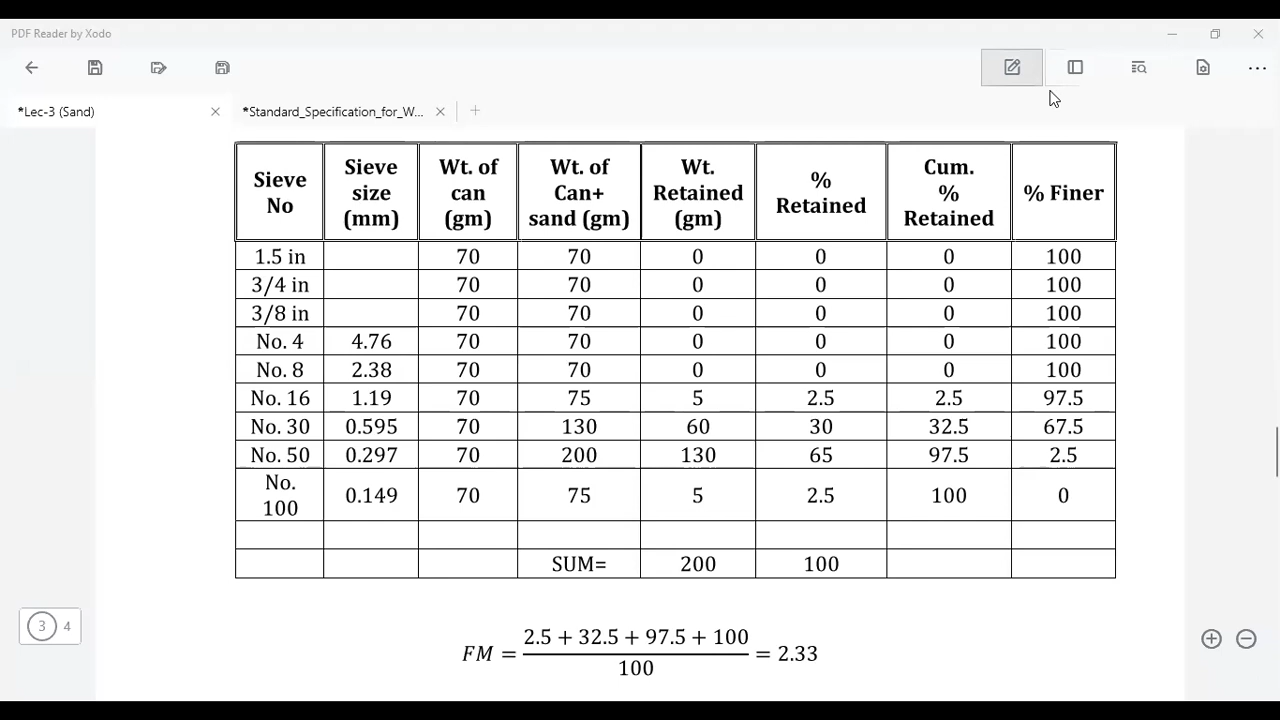 PDF Reader by Xodo
*Lec-3 (Sand)
*Standard_Specification_for_W...
Sieve No | Sieve size (mm) | Wt. of can (gm) | Wt. of Can+ sand (gm) | Wt. Retained (gm) | % Retained | Cum. % Retained | % Finer
1.5 in | | 70 | 70 | 0 | 0 | 0 | 100
3/4 in | | 70 | 70 | 0 | 0 | 0 | 100
3/8 in | | 70 | 70 | 0 | 0 | 0 | 100
No. 4 | 4.76 | 70 | 70 | 0 | 0 | 0 | 100
No. 8 | 2.38 | 70 | 70 | 0 | 0 | 0 | 100
No. 16 | 1.19 | 70 | 75 | 5 | 2.5 | 2.5 | 97.5
No. 30 | 0.595 | 70 | 130 | 60 | 30 | 32.5 | 67.5
No. 50 | 0.297 | 70 | 200 | 130 | 65 | 97.5 | 2.5
No. 100 | 0.149 | 70 | 75 | 5 | 2.5 | 100 | 0
SUM= | 200 | 100
3 4
FM = (2.5 + 32.5 + 97.5 + 100) / 100 = 2.33